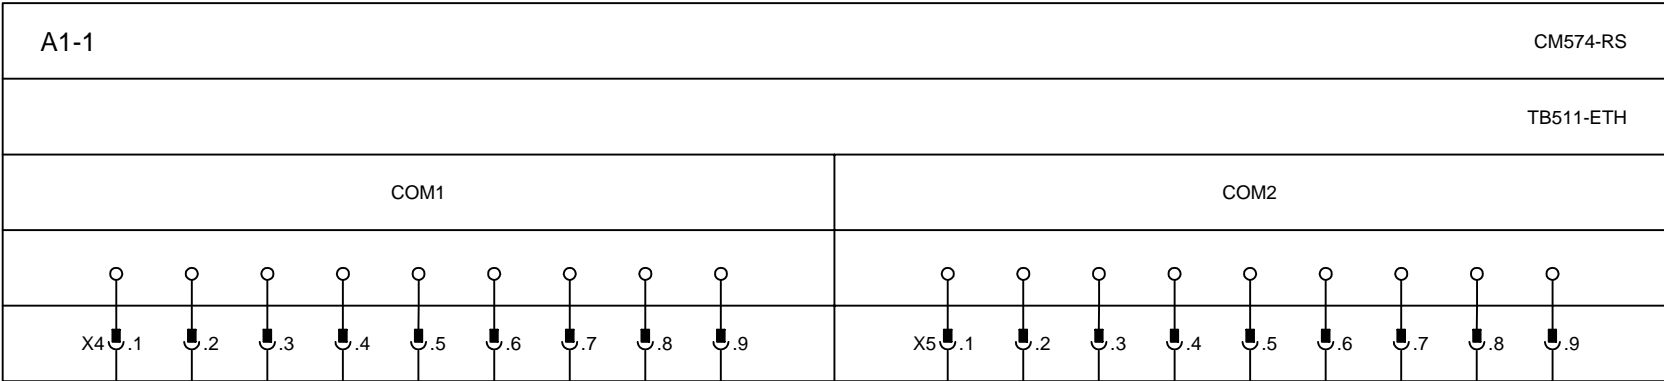 A1-1 CM574-RS
TB511-ETH
COM1 COM2
X4 .1 .2 .3 .4 .5 .6 .7 .8 .9 X5 .1 .2 .3 .4 .5 .6 .7 .8 .9